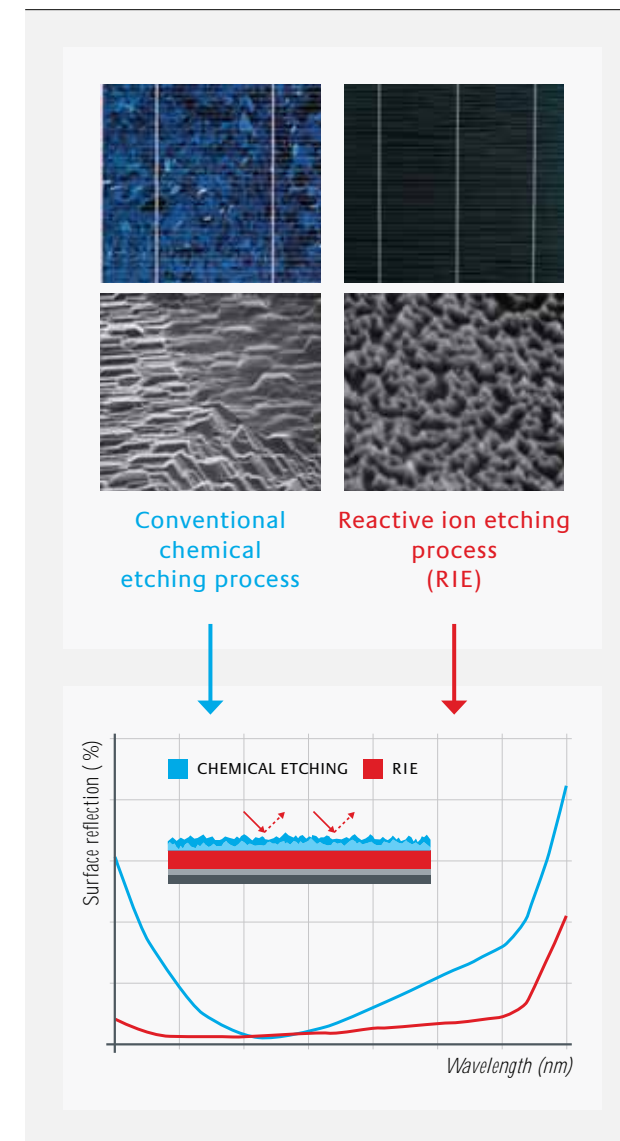 Conventional
chemical
etching process
Reactive ion etching
process
(RIE)
Surface reflection ( %)
CHEMICAL ETCHING
RIE
Wavelength (nm)